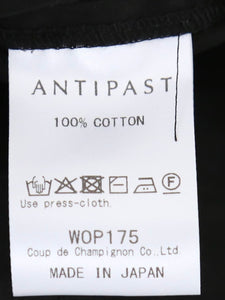 ANTIPAST
100% COTTON
Use press-cloth.
WOP175
Coup de Champignon Co.,Ltd.
MADE IN JAPAN